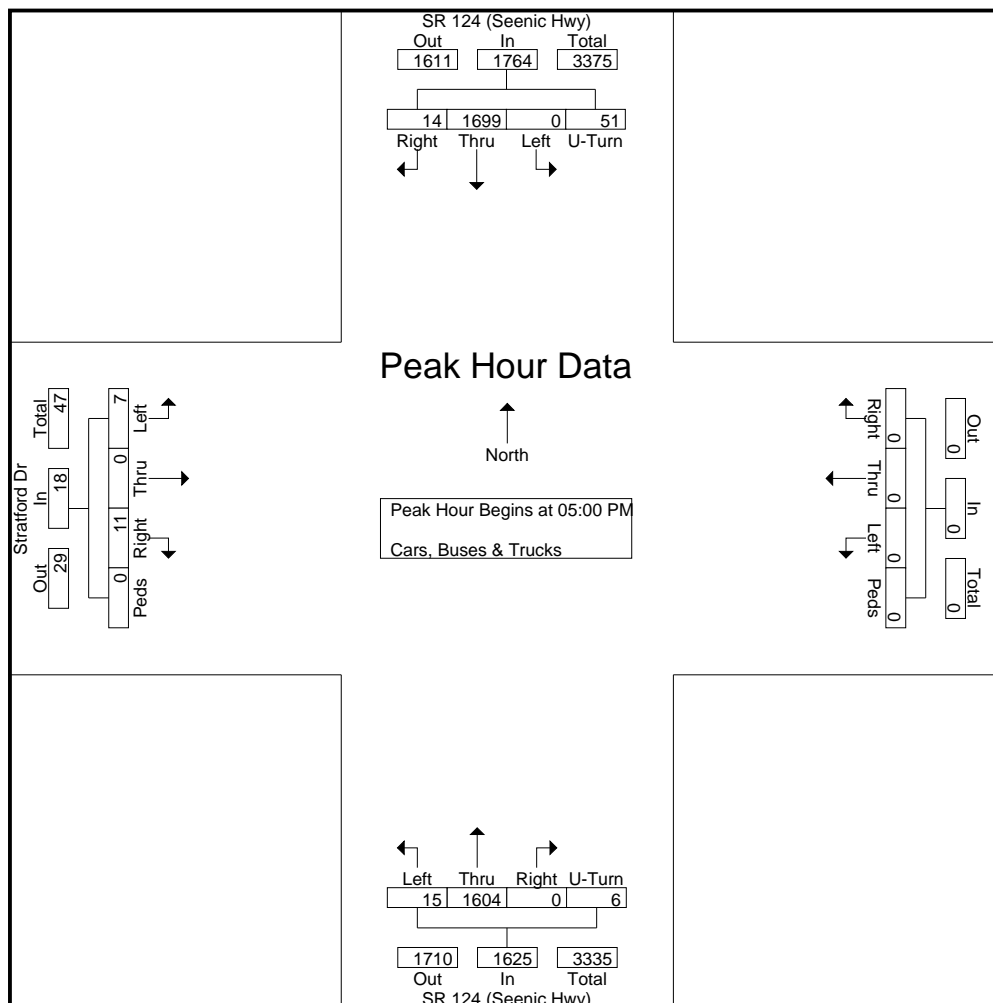 SR 124 (Seenic Hwy)
Out In Total
1611 1764 3375
14 1699 0 51
Right Thru Left U-Turn
Peak Hour Data
North
Peak Hour Begins at 05:00 PM
Cars, Buses & Trucks
Stratford Dr
Out In Total
29 18 47
7 0 11 0
Left Thru Right Peds
Out In Total
0 0 0
0 0 0 0
Right Thru Left Peds
Left Thru Right U-Turn
15 1604 0 6
1710 1625 3335
Out In Total
SR 124 (Seenic Hwy)